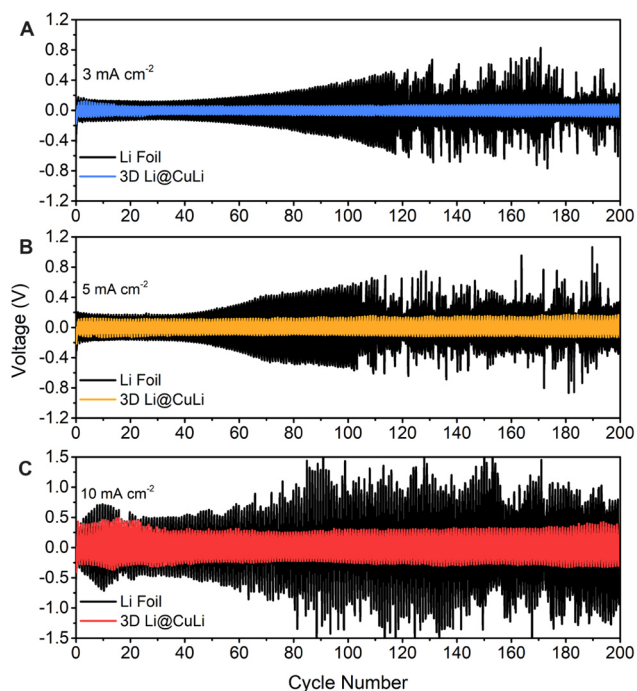 A
1.2
0.8
0.4
0.0
-0.4
-0.8
-1.2
3 mA cm-2
Li Foil
3D Li@CuLi
0 20 40 60 80 100 120 140 160 180 200
B
1.2
0.8
0.4
0.0
-0.4
-0.8
-1.2
5 mA cm-2
Li Foil
3D Li@CuLi
0 20 40 60 80 100 120 140 160 180 200
Voltage (V)
C
1.5
1.0
0.5
0.0
-0.5
-1.0
-1.5
10 mA cm-2
Li Foil
3D Li@CuLi
0 20 40 60 80 100 120 140 160 180 200
Cycle Number